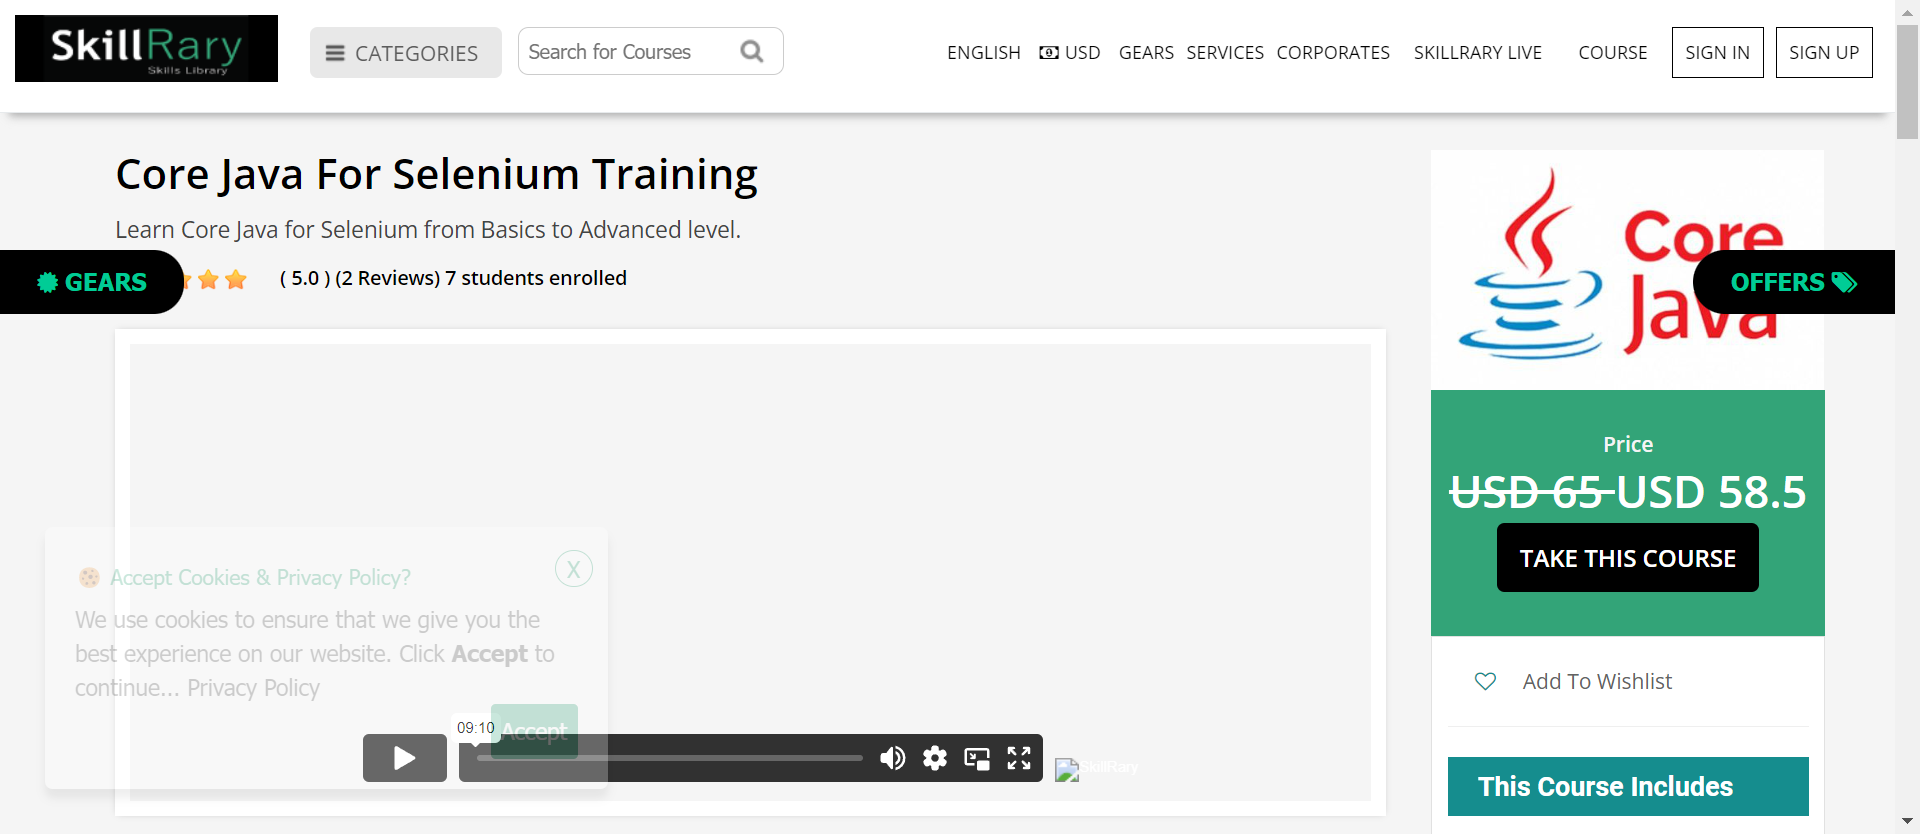 SkillRary
Skills Library
CATEGORIES
Search for Courses
ENGLISH
USD
GEARS
SERVICES
CORPORATES
SKILLRARY LIVE
COURSE
SIGN IN
SIGN UP
Core Java For Selenium Training
Learn Core Java for Selenium from Basics to Advanced level.
GEARS
( 5.0 ) (2 Reviews) 7 students enrolled
Core
Java
OFFERS
Price
USD 65 USD 58.5
TAKE THIS COURSE
Add To Wishlist
This Course Includes
Accept Cookies & Privacy Policy?
X
We use cookies to ensure that we give you the
best experience on our website. Click Accept to
continue... Privacy Policy
Accept
09:10
SkillRary